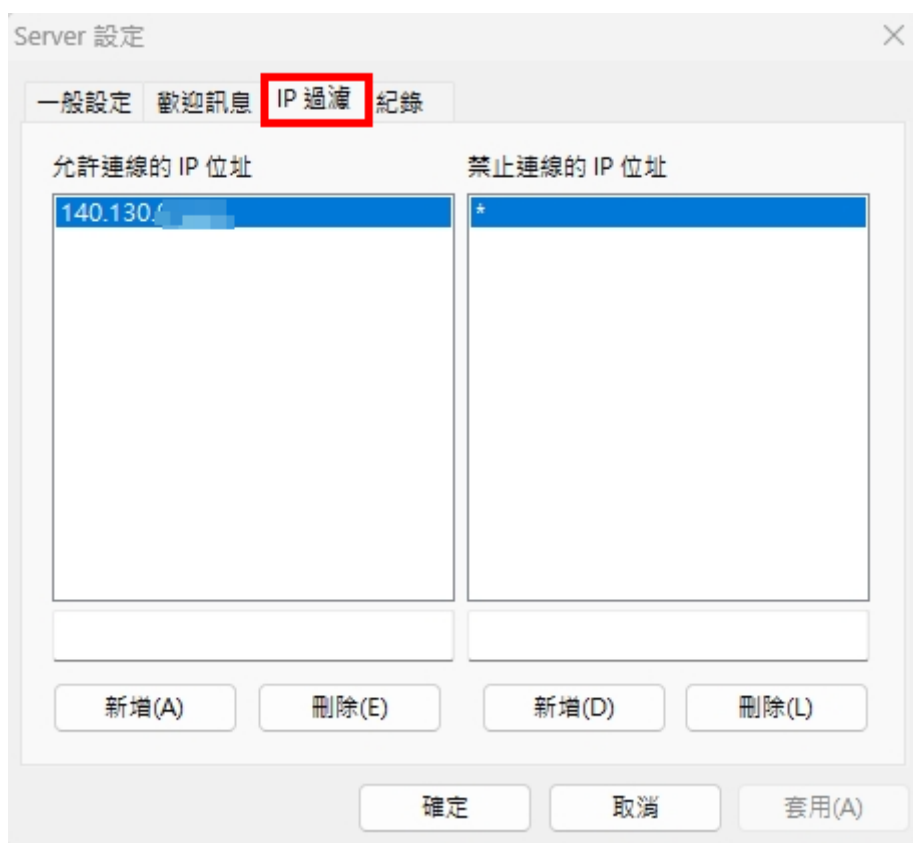 Server 設定
一般設定 歡迎訊息 IP 過濾 紀錄
允許連線的 IP 位址 禁止連線的 IP 位址
140.130. *
新增(A) 刪除(E) 新增(D) 刪除(L)
確定 取消 套用(A)